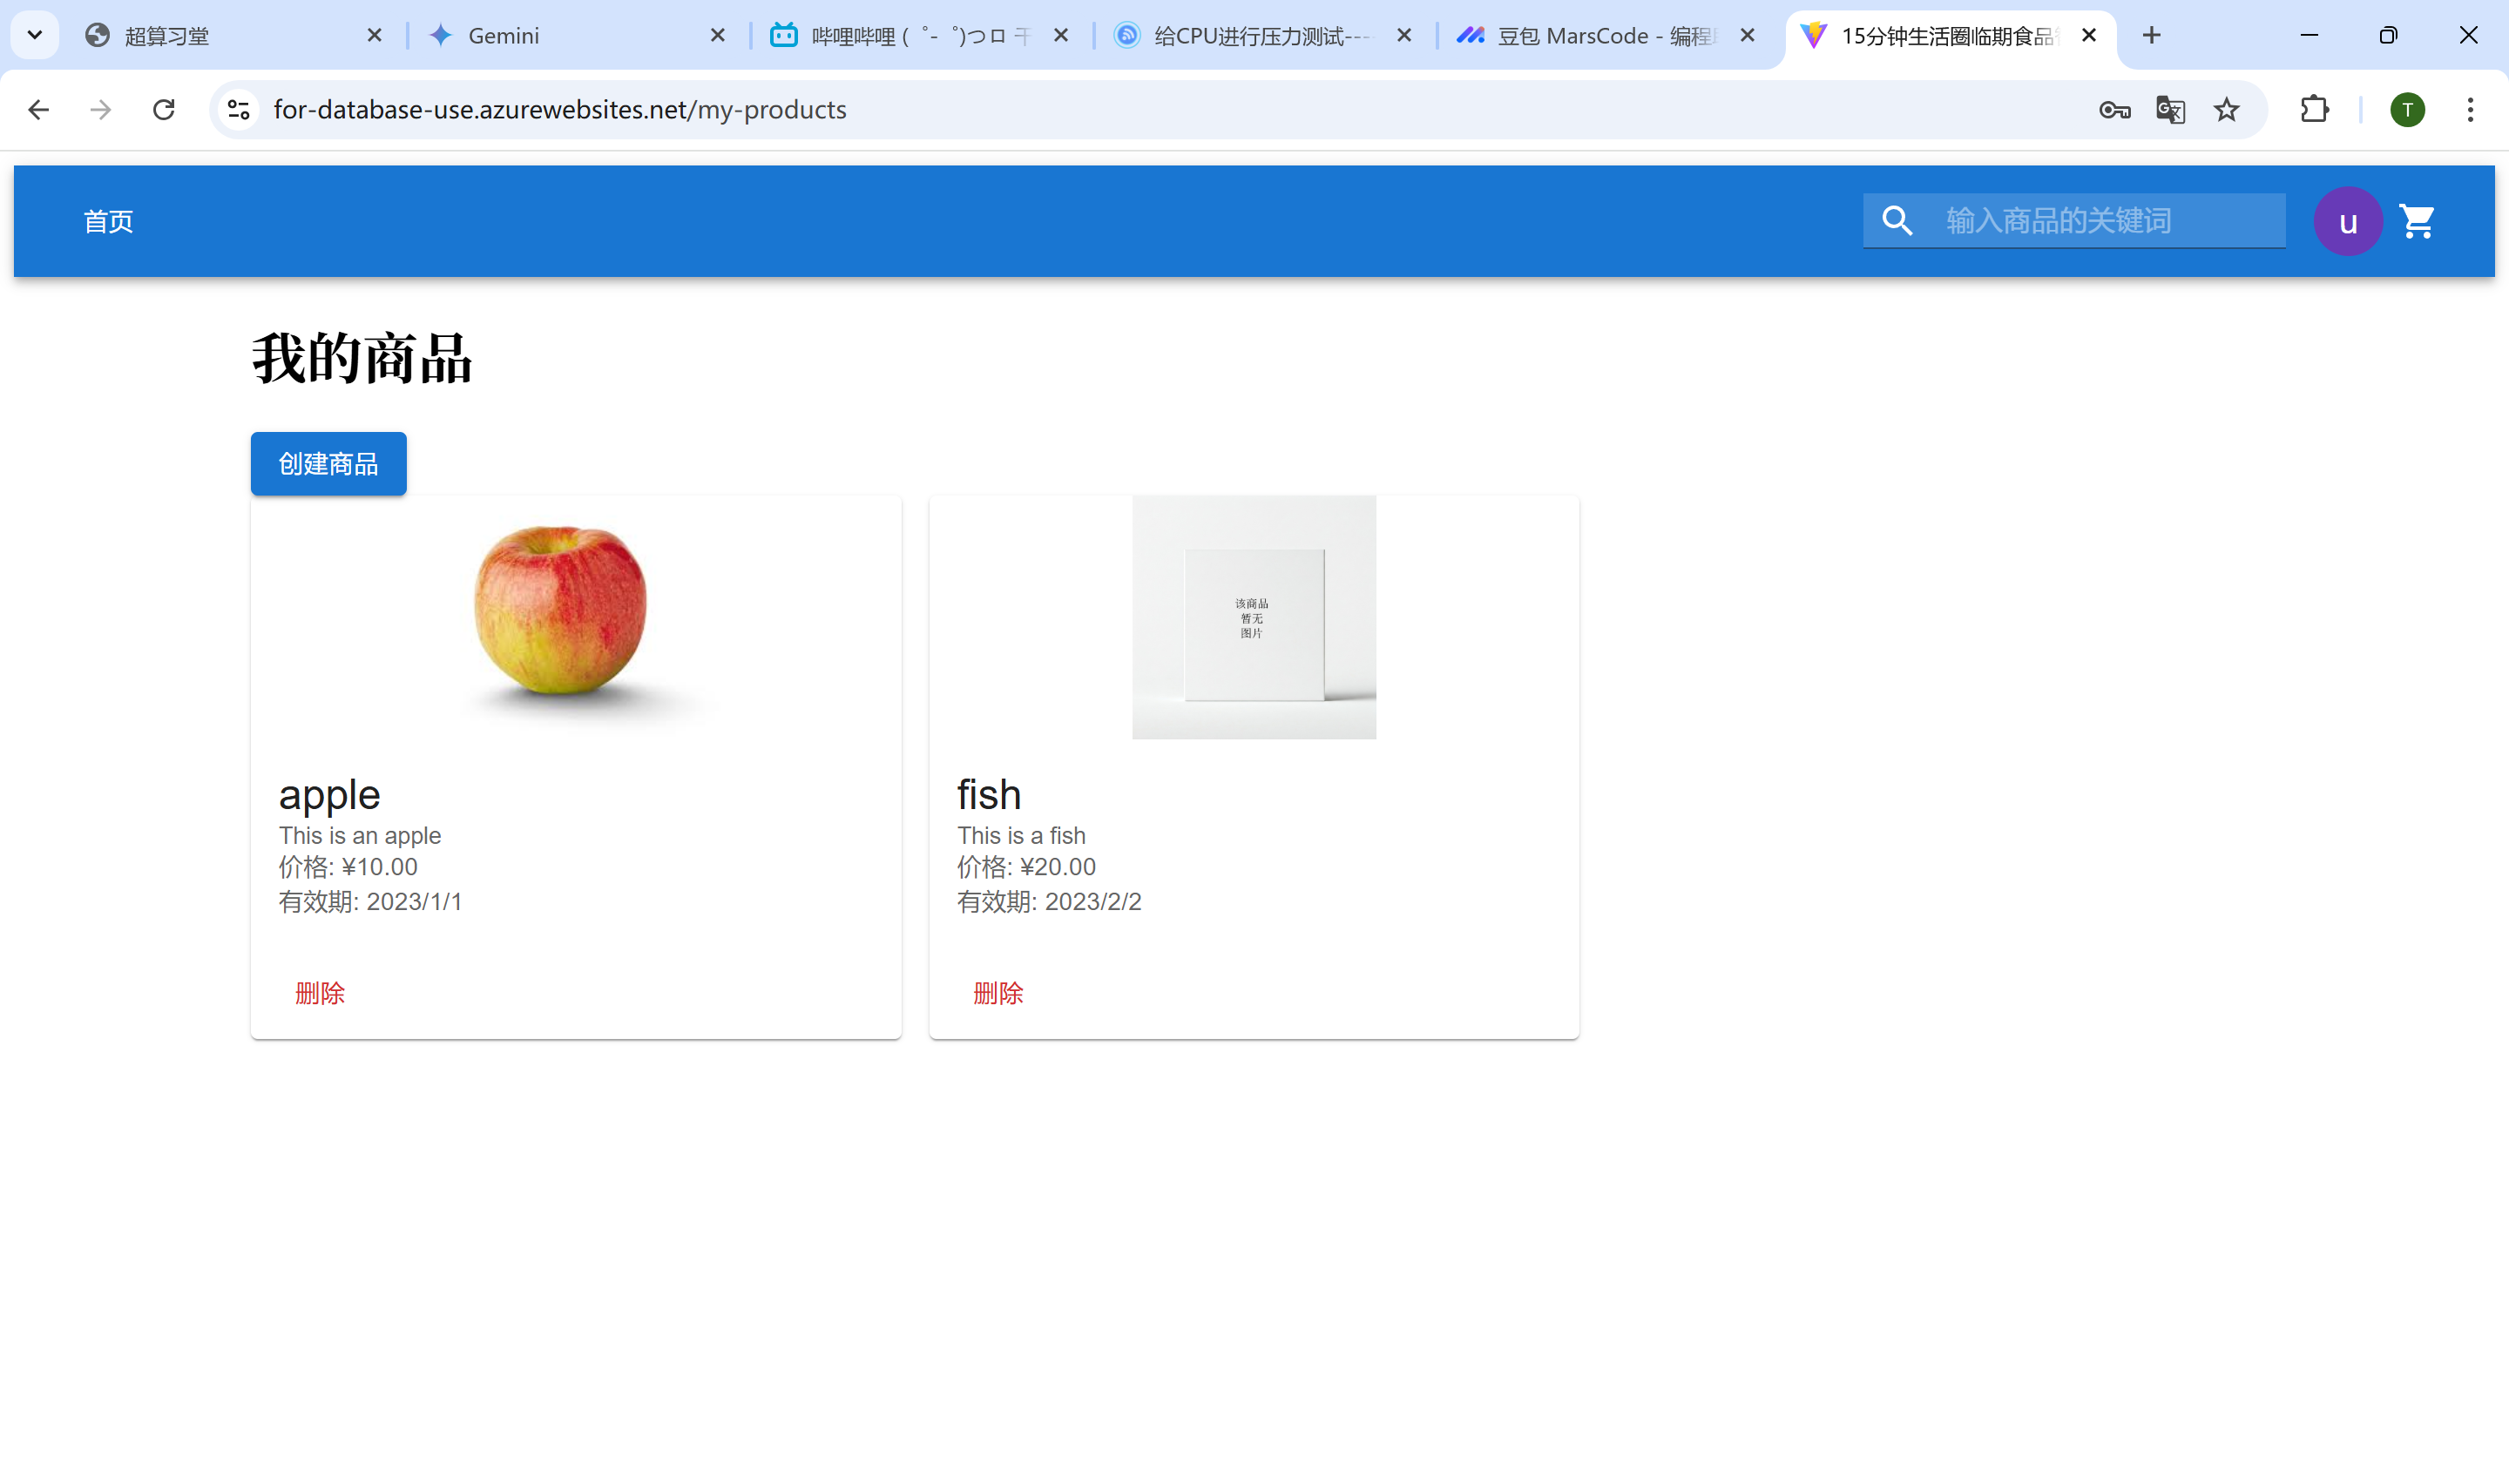 超算习堂
Gemini
哔哩哔哩 ( ゜- ゜)つロ 干
给CPU进行压力测试----
豆包 MarsCode - 编程
15分钟生活圈临期食品
for-database-use.azurewebsites.net/my-products
T
首页
输入商品的关键词
u
我的商品
创建商品
该商品
暂无
图片
apple
This is an apple
价格: ¥10.00
有效期: 2023/1/1
删除
fish
This is a fish
价格: ¥20.00
有效期: 2023/2/2
删除